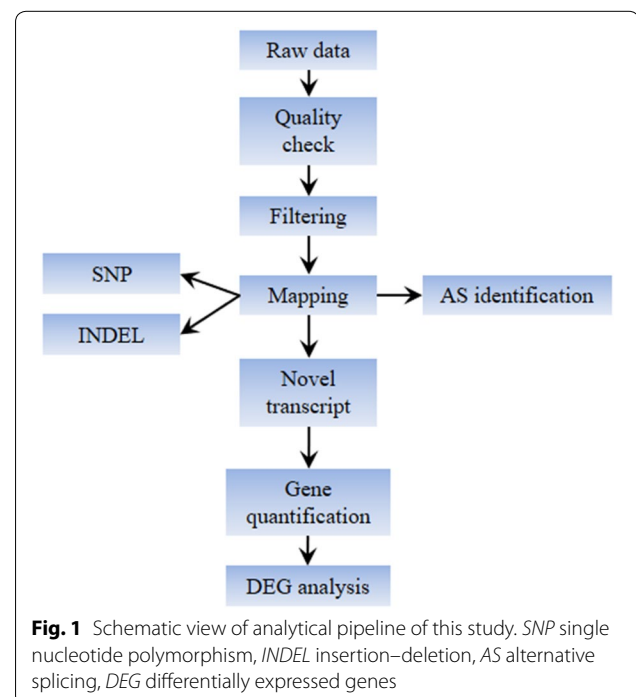 Raw data
Quality
check
Filtering
SNP
Mapping
AS identification
INDEL
Novel
transcript
Gene
quantification
DEG analysis
Fig. 1 Schematic view of analytical pipeline of this study. SNP single
nucleotide polymorphism, INDEL insertion–deletion, AS alternative
splicing, DEG differentially expressed genes